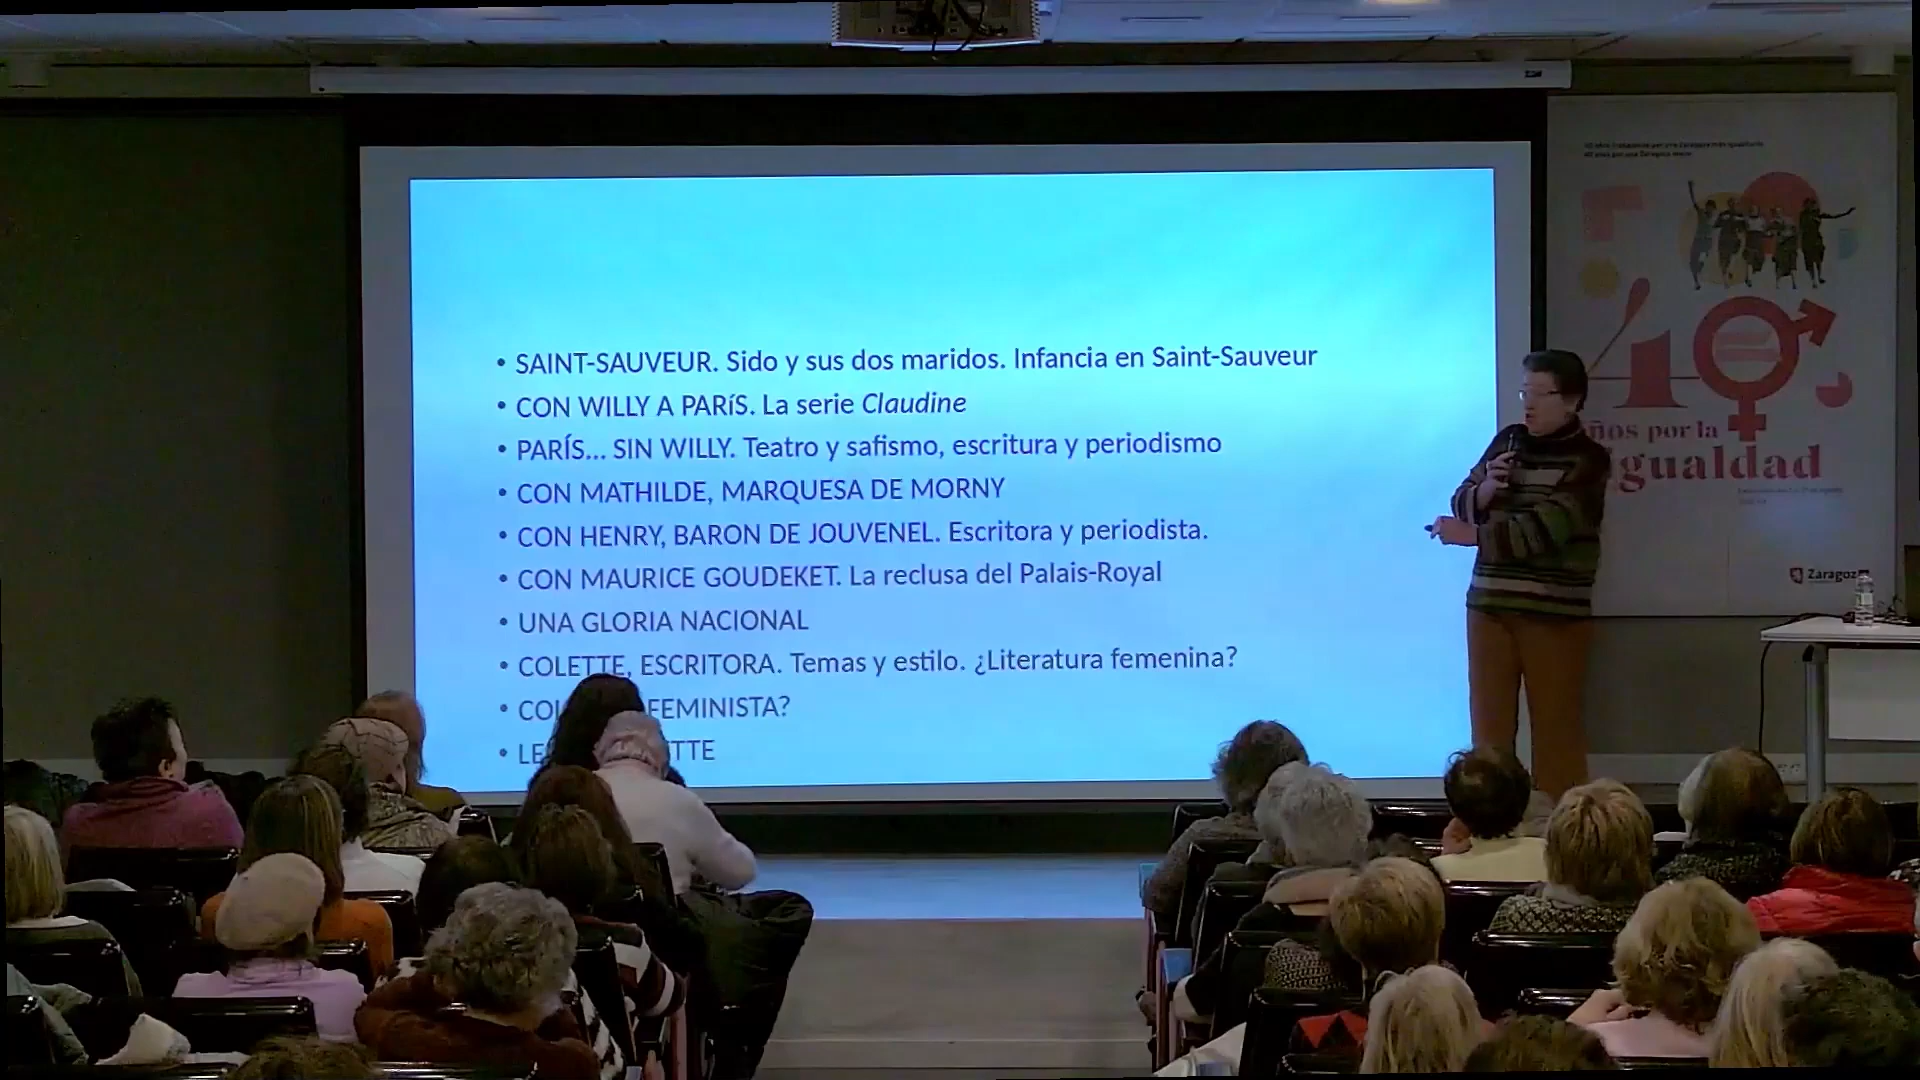 • SAINT-SAUVEUR. Sido y sus dos maridos. Infancia en Saint-Sauveur
• CON WILLY A PARíS. La serie Claudine
• PARÍS... SIN WILLY. Teatro y safismo, escritura y periodismo
• CON MATHILDE, MARQUESA DE MORNY
• CON HENRY, BARON DE JOUVENEL. Escritora y periodista.
• CON MAURICE GOUDEKET. La reclusa del Palais-Royal
• UNA GLORIA NACIONAL
• COLETTE, ESCRITORA. Temas y estilo. ¿Literatura femenina?
• FEMINISTA?
40
años por la
igualdad
Zaragoza